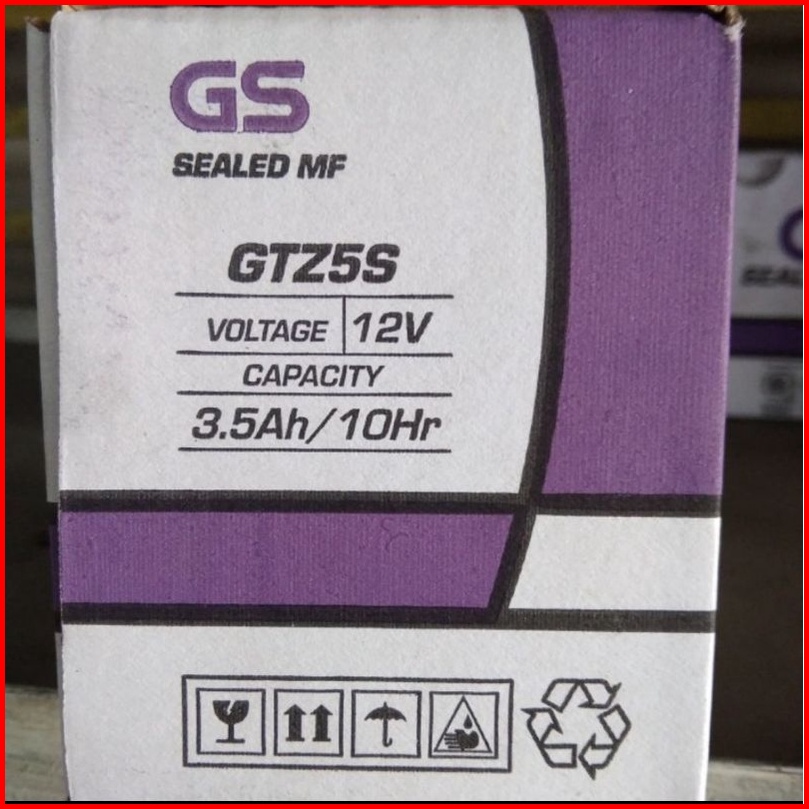 GS
SEALED MF
GTZ5S
VOLTAGE 12V
CAPACITY
3.5Ah/10Hr